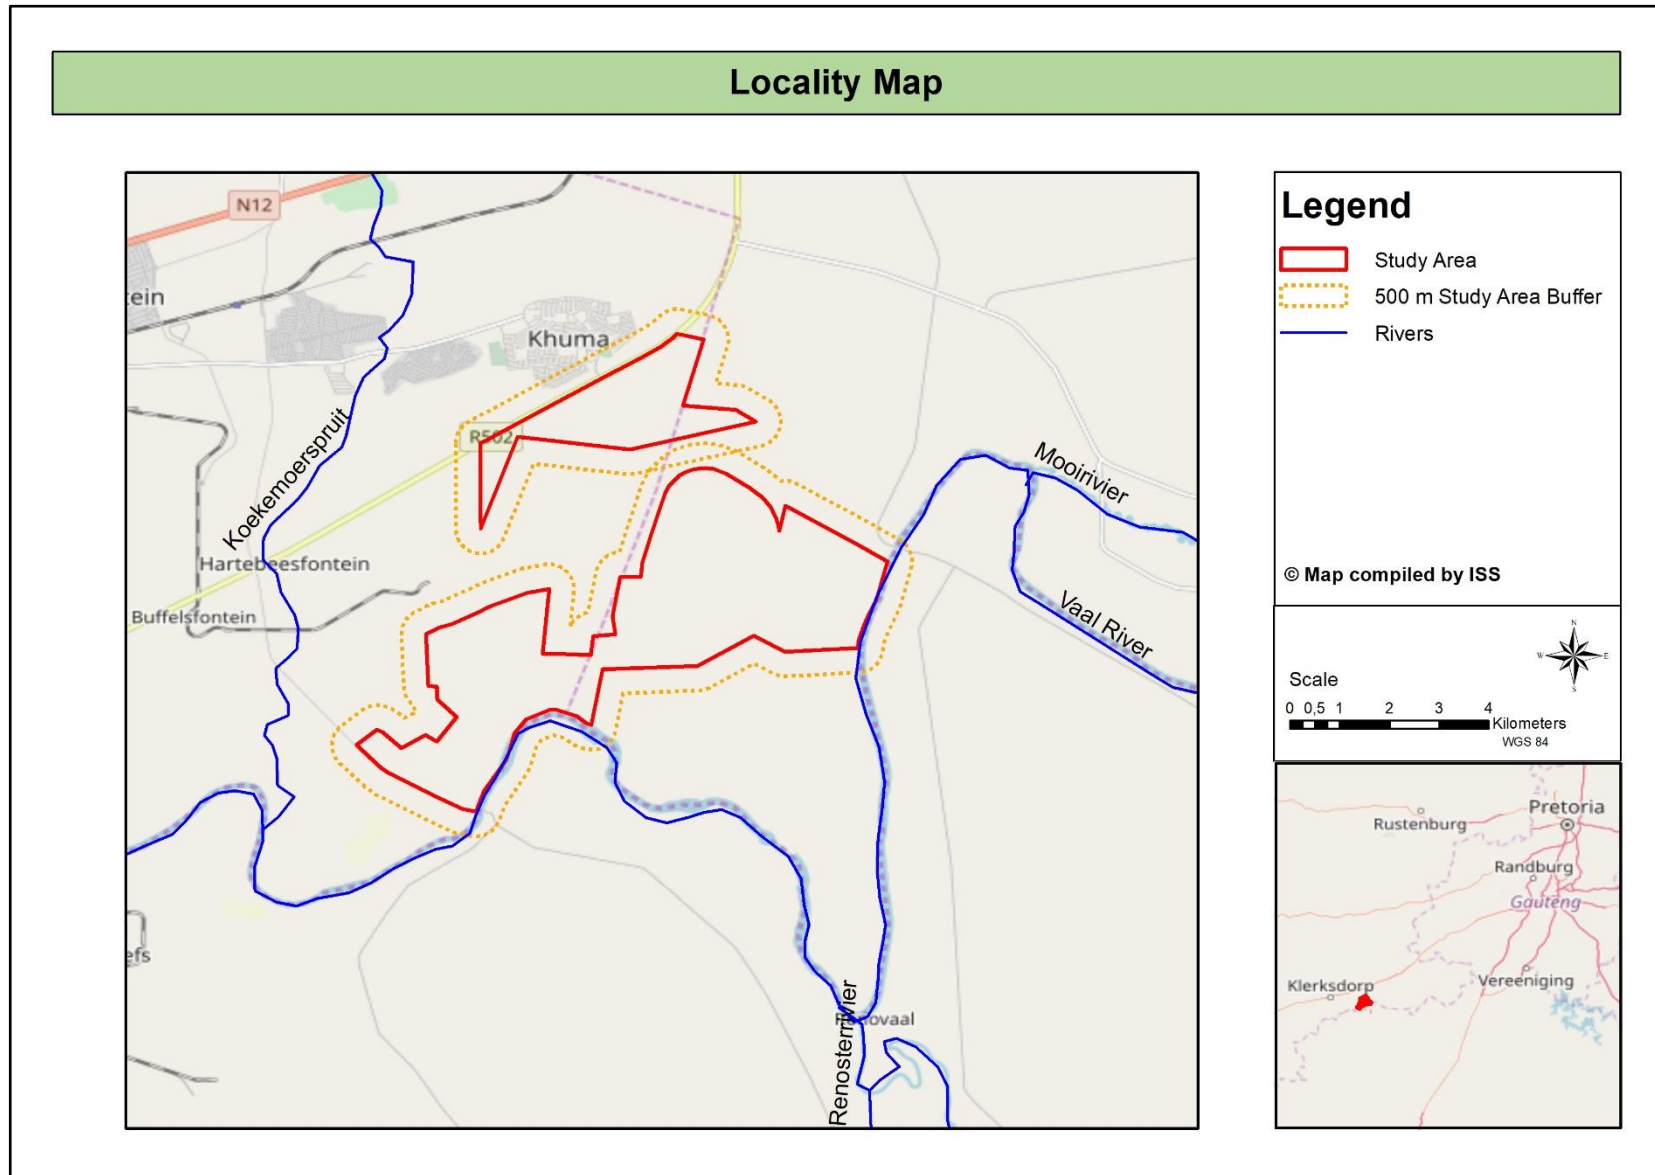 Locality Map
N12
tein
Khuma
R502
Koekemoerspruit
Hartebeesfontein
Buffelsfontein
Mooirivier
Vaal River
efs
Renovaal
Renosterrivier
Legend
Study Area
500 m Study Area Buffer
Rivers
© Map compiled by ISS
N
W E
S
Scale
0 0,5 1 2 3 4
Kilometers
WGS 84
Pretoria
Rustenburg
Randburg
Gauteng
Klerksdorp
Vereeniging